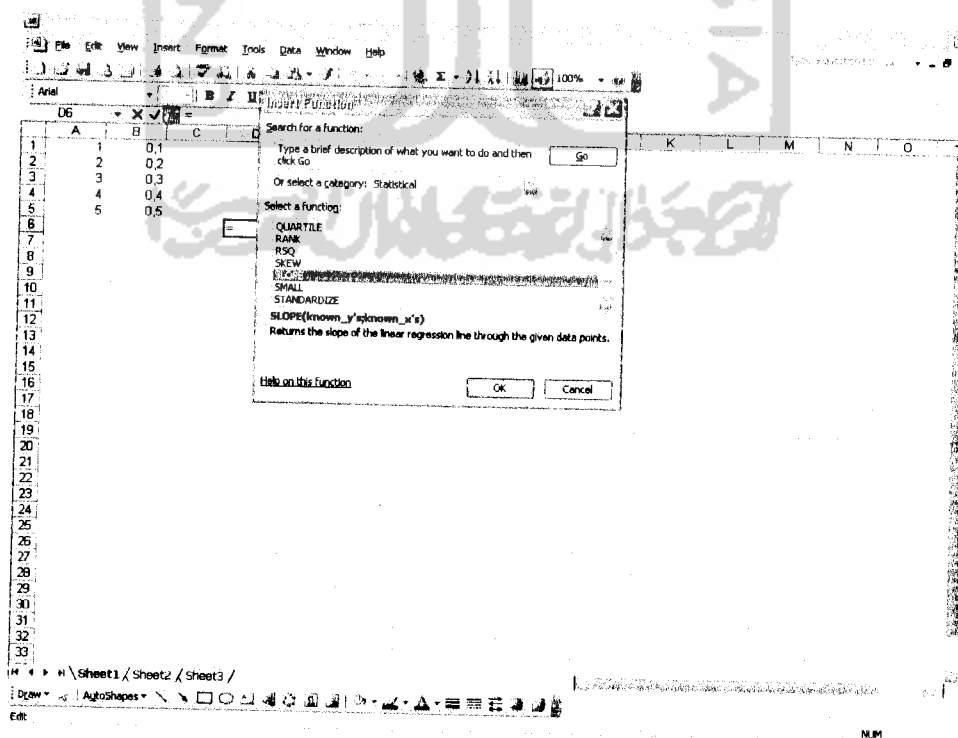 File Edit View Insert Format Tools Data Window Help
Σ 100%
Arial B I U
D6 =
A B C D K L M N O
1 1 0,1
2 2 0,2
3 3 0,3
4 4 0,4
5 5 0,5
6 =
7
8
9
10
11
12
13
14
15
16
17
18
19
20
21
22
23
24
25
26
27
28
29
30
31
32
33
Insert Function
Search for a function:
Type a brief description of what you want to do and then
click Go
Go
Or select a category: Statistical
Select a function:
QUARTILE
RANK
RSQ
SKEW
SMALL
STANDARDIZE
SLOPE(known_y's;known_x's)
Returns the slope of the linear regression line through the given data points.
Help on this function
OK Cancel
Sheet1 / Sheet2 / Sheet3 /
Draw AutoShapes A
Edit
NUM